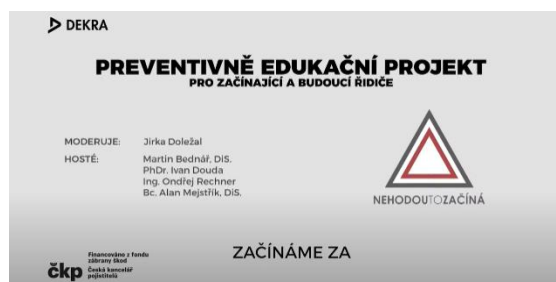 DEKRA
PREVENTIVNĚ EDUKAČNÍ PROJEKT
PRO ZAČÍNAJÍCÍ A BUDOUCÍ ŘIDIČE
MODERUJE: Jirka Doležal
HOSTÉ: Martin Bednář, DiS.
PhDr. Ivan Douda
Ing. Ondřej Rechner
Bc. Alan Mejstřík, DiS.
NEHODOUTOZAČÍNÁ
ZAČÍNÁME ZA
čkp
Financováno z fondu
zábrany škod
Česká kancelář
pojistitelů